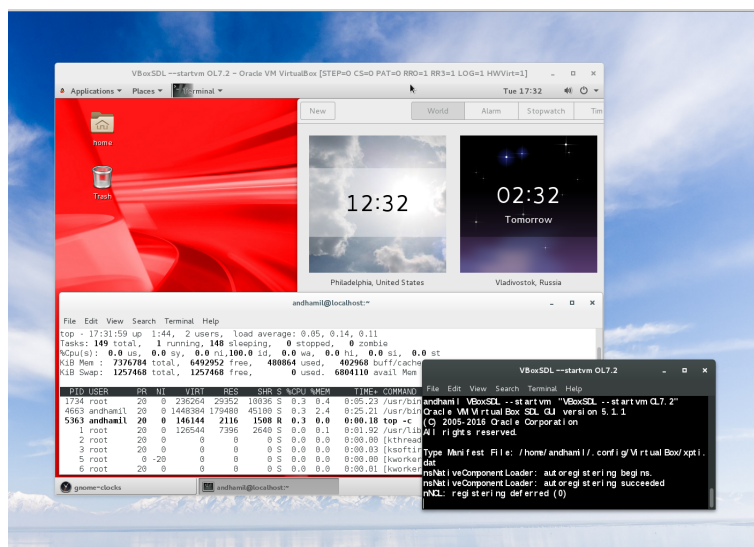 VBoxSDL --startvm OL7.2 - Oracle VM VirtualBox [STEP=0 CS=0 PAT=0 RR0=1 RR3=1 LOG=1 HWVirt=1]
Applications Places Terminal Tue 17:32
home
Trash
New World Alarm Stopwatch Tim
12:32
02:32
Tomorrow
Philadelphia, United States
Vladivostok, Russia
andhamil@localhost:~
File Edit View Search Terminal Help
top - 17:31:59 up 1:44, 2 users, load average: 0.05, 0.14, 0.11
Tasks: 149 total, 1 running, 148 sleeping, 0 stopped, 0 zombie
%Cpu(s): 0.0 us, 0.0 sy, 0.0 ni,100.0 id, 0.0 wa, 0.0 hi, 0.0 si, 0.0 st
KiB Mem : 7376784 total, 6492952 free, 480864 used, 402968 buff/cache
KiB Swap: 1257468 total, 1257468 free, 0 used. 6804110 avail Mem
PID USER PR NI VIRT RES SHR S %CPU %MEM TIME+ COMMAND
1734 root 20 0 236264 29352 10036 S 0.3 0.4 0:05.23 /usr/bin
4663 andhamil 20 0 1448384 179480 45100 S 0.3 2.4 0:25.21 /usr/bin
5363 andhamil 20 0 146144 2116 1508 R 0.3 0.0 0:00.18 top -c
1 root 20 0 126544 7396 2640 S 0.0 0.1 0:01.92 /usr/lib
2 root 20 0 0 0 0 S 0.0 0.0 0:00.00 [kthread
3 root 20 0 0 0 0 S 0.0 0.0 0:00.03 [ksoftin
5 root 0 -20 0 0 0 S 0.0 0.0 0:00.00 [kworker
6 root 20 0 0 0 0 S 0.0 0.0 0:00.01 [kworker
gnome-clocks
andhamil@localhost:~
VBoxSDL --startvm OL7.2
File Edit View Search Terminal Help
andhamil VBoxSDL --startvm "VBoxSDL --startvm OL7.2"
Oracle VM VirtualBox SDL GUI version 5.1.1
(C) 2005-2016 Oracle Corporation
All rights reserved.
Type Manifest File: /home/andhamil/.config/VirtualBox/xpti.
dat
nsNativeComponentLoader: autoregistering begins.
nsNativeComponentLoader: autoregistering succeeded
nNCL: registering deferred (0)